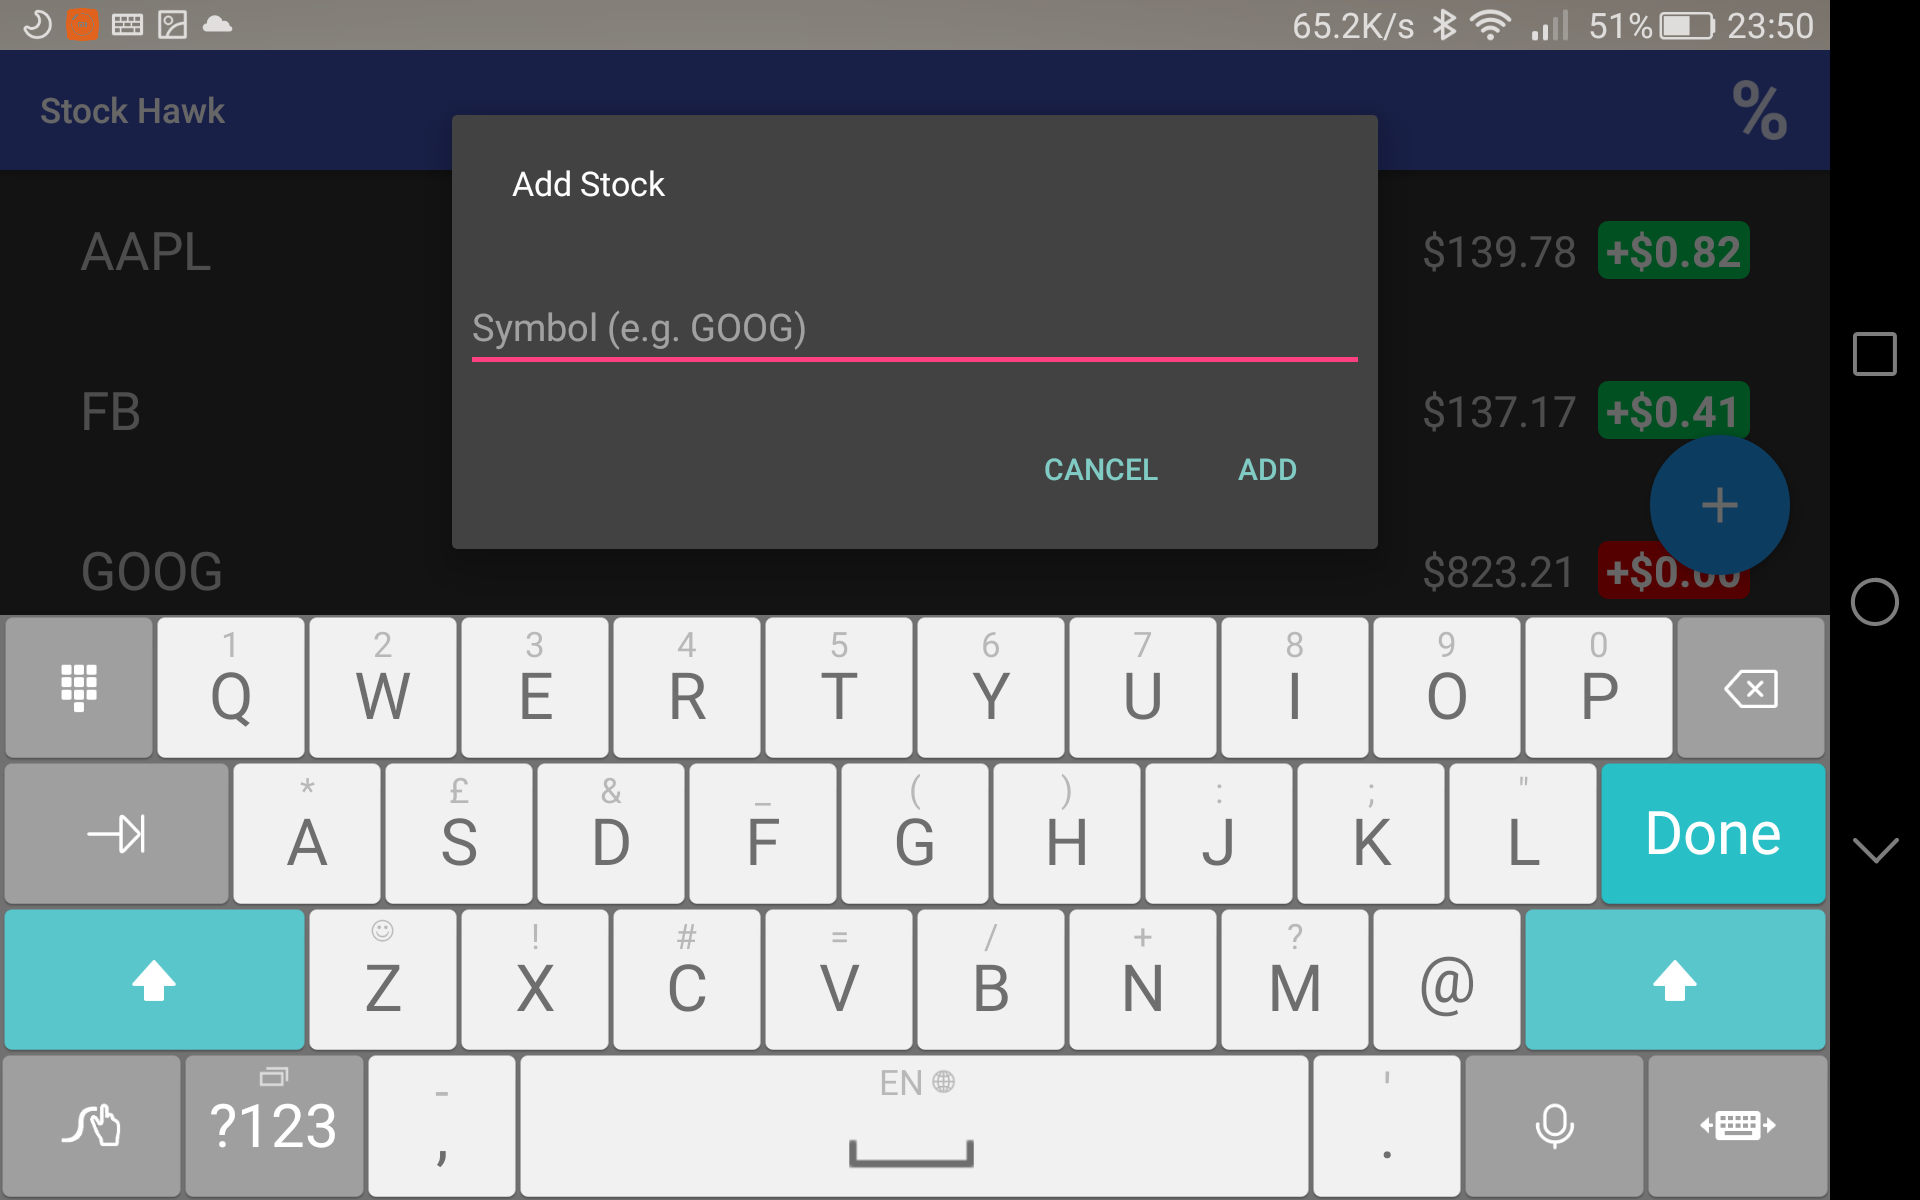 65.2K/s 51% 23:50
Stock Hawk %
Add Stock
AAPL $139.78 +$0.82
Symbol (e.g. GOOG)
FB $137.17 +$0.41
CANCEL ADD
+
GOOG $823.21 +$0.00
1 2 3 4 5 6 7 8 9 0
Q W E R T Y U I O P
* £ & _ ( ) : ; "
A S D F G H J K L Done
! # = / + ?
Z X C V B N M @
- EN '
?123 , .